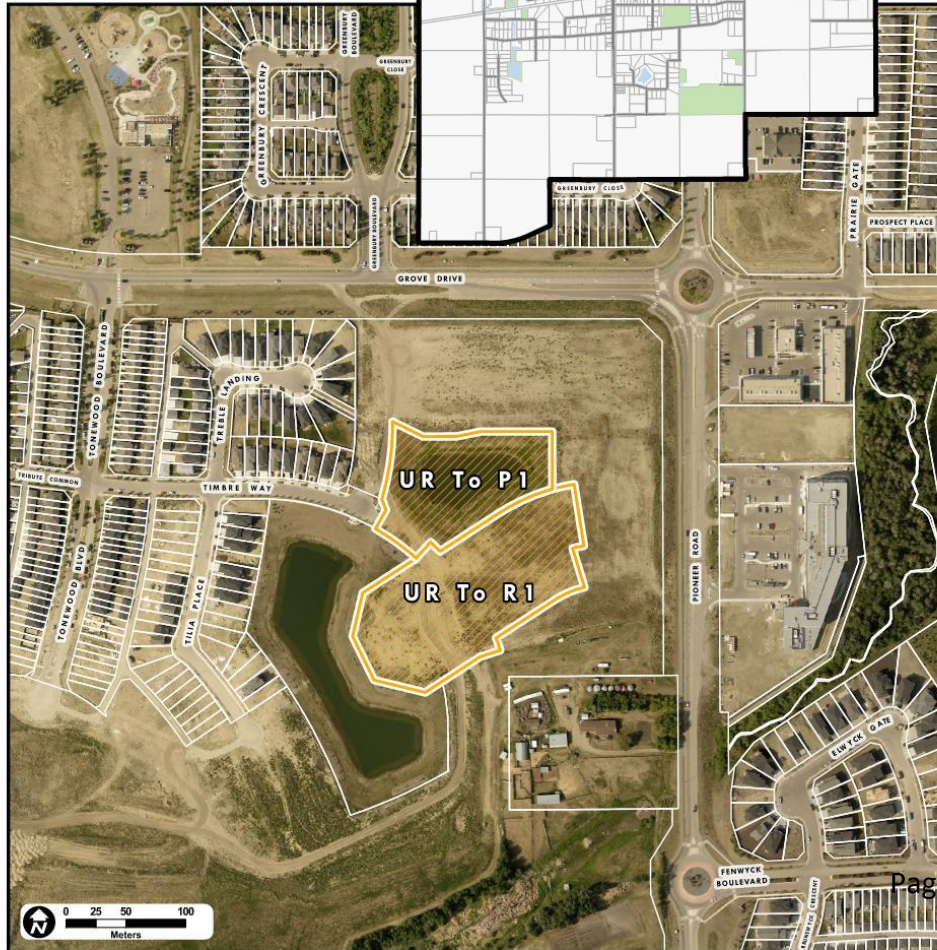 GREENBURY
BOULEVARD
GREENBURY
CLOSE
GREENBURY CRESCENT
GREENBURY BOULEVARD
GREENBURY CLOSE
PRAIRIE GATE
PROSPECT PLACE
GROVE DRIVE
TONEWOOD BOULEVARD
TREBLE LANDING
TRIBUTE COMMON
TIMBRE WAY
UR To P1
UR To R1
TONEWOOD BLVD
TILIA PLACE
PIONEER ROAD
ELWYCK GATE
FENWYCK
BOULEVARD
Pag
N
0 25 50 100
Meters